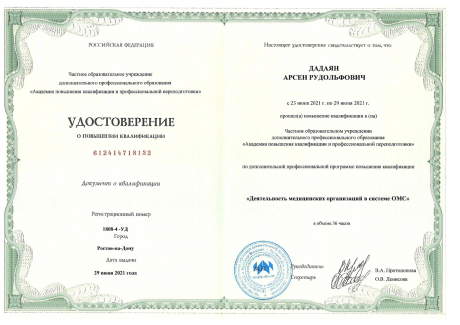 РОССИЙСКАЯ ФЕДЕРАЦИЯ
Частное образовательное учреждение
дополнительного профессионального образования
«Академия повышения квалификации и профессиональной переподготовки»
УДОСТОВЕРЕНИЕ
О ПОВЫШЕНИИ КВАЛИФИКАЦИИ
612414718132
Документ о квалификации
Регистрационный номер
1808-4 -УД
Город
Ростов-на-Дону
Дата выдачи
29 июня 2021 года
Настоящее удостоверение свидетельствует о том, что
ДАДАЯН
АРСЕН РУДОЛЬФОВИЧ
с 23 июня 2021 г. по 29 июня 2021 г.
прошел(а) повышение квалификации в (на)
Частном образовательном учреждении
дополнительного профессионального образования
«Академия повышения квалификации и профессиональной переподготовки»
по дополнительной профессиональной программе повышения квалификации
«Деятельность медицинских организаций в системе ОМС»
в объеме 36 часов
Руководитель
В.А. Протопопова
Секретарь
О.В. Денисова